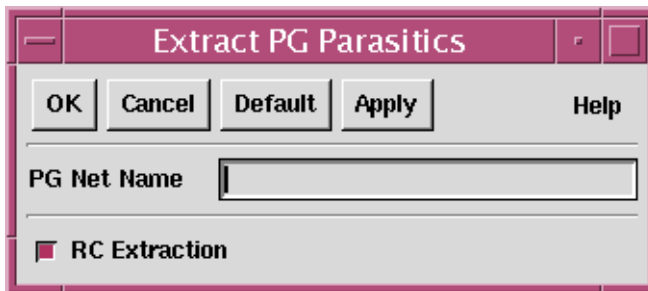 Extract PG Parasitics
OK Cancel Default Apply Help
PG Net Name
RC Extraction